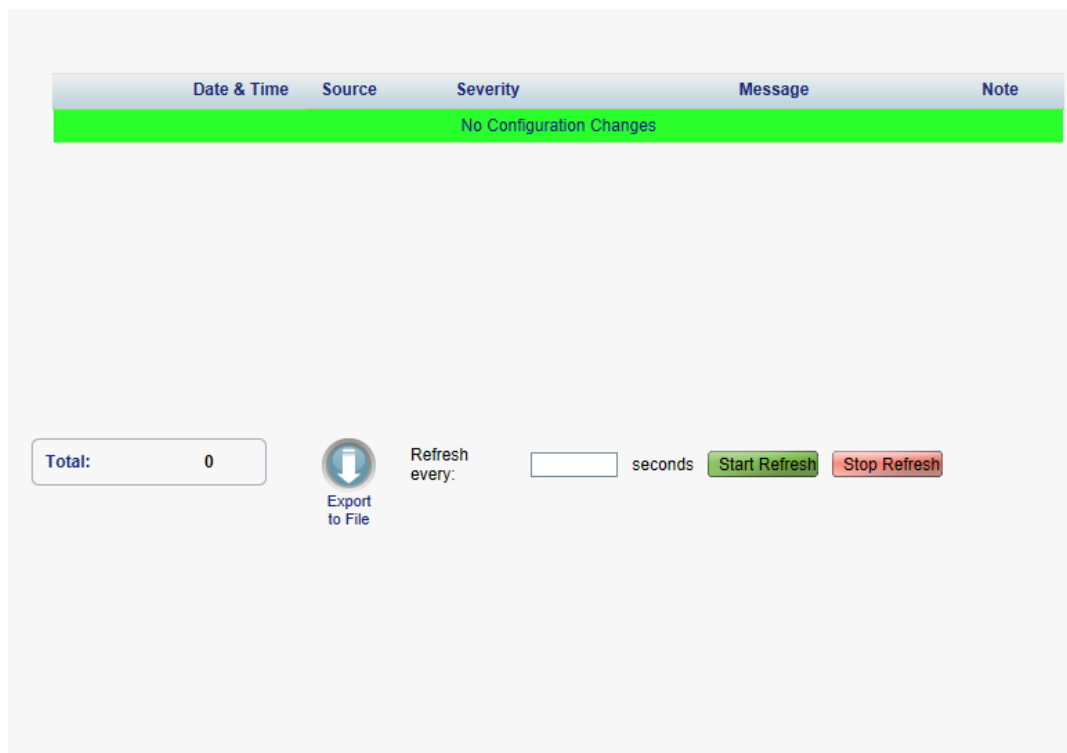 Date & Time Source Severity Message Note
No Configuration Changes
Total: 0
Export
to File
Refresh
every:
seconds Start Refresh Stop Refresh